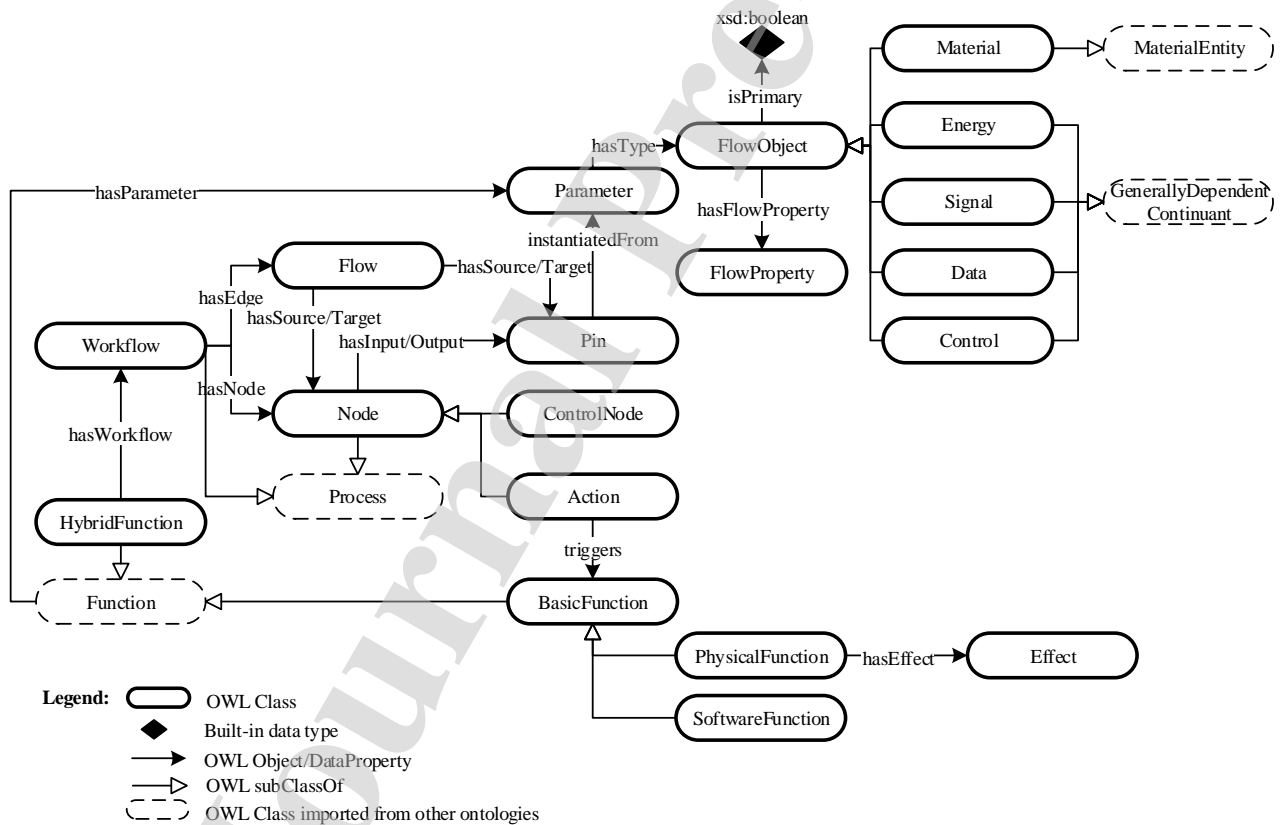 xsd:boolean
Material
MaterialEntity
isPrimary
Energy
hasType
FlowObject
hasParameter
Parameter
Signal
GenerallyDependent
Continuant
hasFlowProperty
instantiatedFrom
Flow
hasSource/Target
FlowProperty
Data
hasEdge
hasSource/Target
Workflow
hasInput/Output
Pin
Control
hasNode
Node
ControlNode
hasWorkflow
Process
Action
HybridFunction
triggers
Function
BasicFunction
PhysicalFunction
hasEffect
Effect
Legend:
OWL Class
SoftwareFunction
Built-in data type
OWL Object/DataProperty
OWL subClassOf
OWL Class imported from other ontologies
Journal Pre